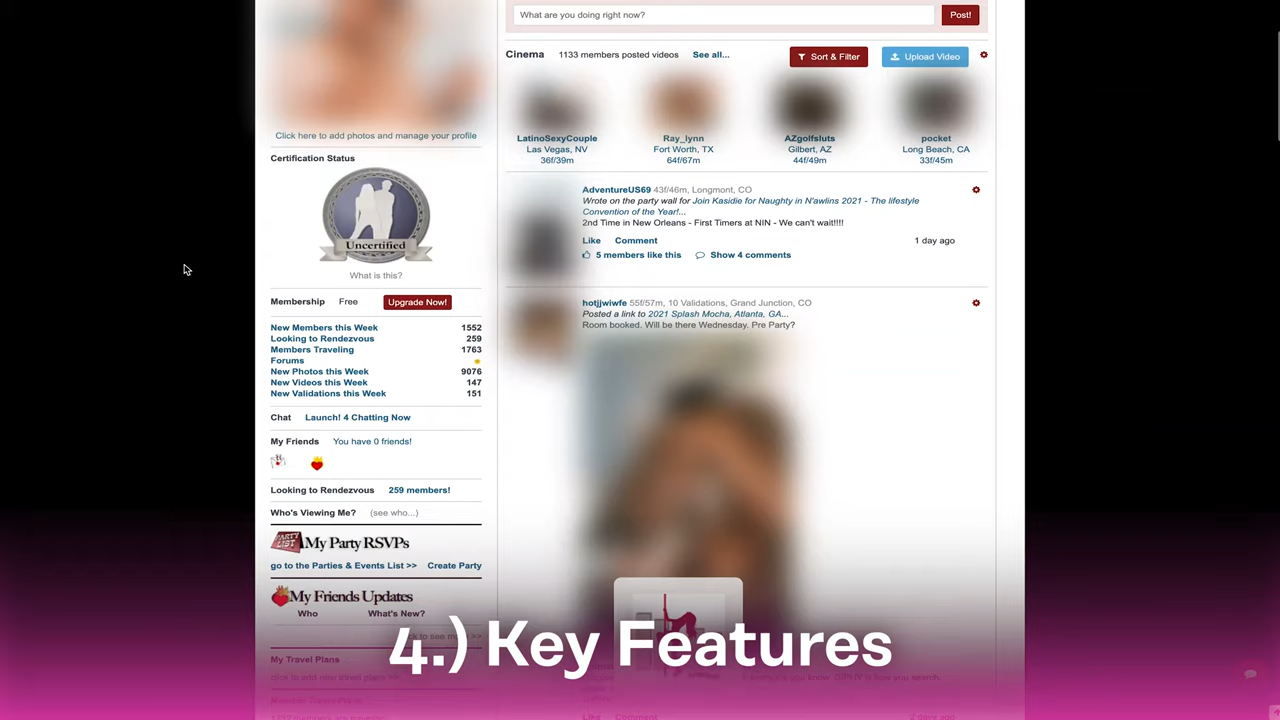 What are you doing right now?
Post!
Cinema 1133 members posted videos See all...
Sort & Filter
Upload Video
LatinoSexyCouple
Las Vegas, NV
36f/39m
Ray_lynn
Fort Worth, TX
64f/67m
AZgolfsluts
Gilbert, AZ
44f/49m
pocket
Long Beach, CA
33f/45m
Click here to add photos and manage your profile
Certification Status
Uncertified
What is this?
Membership Free Upgrade Now!
New Members this Week 1552
Looking to Rendezvous 259
Members Traveling 1763
Forums
New Photos this Week 9076
New Videos this Week 147
New Validations this Week 151
Chat Launch! 4 Chatting Now
My Friends You have 0 friends!
Looking to Rendezvous 259 members!
Who's Viewing Me? (see who...)
PARTY LIST
My Party RSVPs
go to the Parties & Events List >> Create Party
My Friends Updates
Who What's New?
My Travel Plans
AdventureUS69 43f/46m, Longmont, CO
Wrote on the party wall for Join Kasidie for Naughty in N'awlins 2021 - The lifestyle
Convention of the Year!...
2nd Time in New Orleans - First Timers at NIN - We can't wait!!!!
Like Comment 1 day ago
5 members like this Show 4 comments
hotjjwiwfe 55f/57m, 10 Validations, Grand Junction, CO
Posted a link to 2021 Splash Mocha, Atlanta, GA...
Room booked. Will be there Wednesday. Pre Party?
4.) Key Features
Like Comment 2 days ago